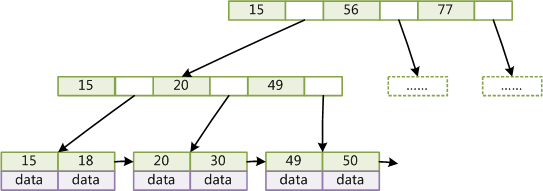 15 56 77
15 20 49
...... ......
15 18 20 30 49 50
data data data data data data